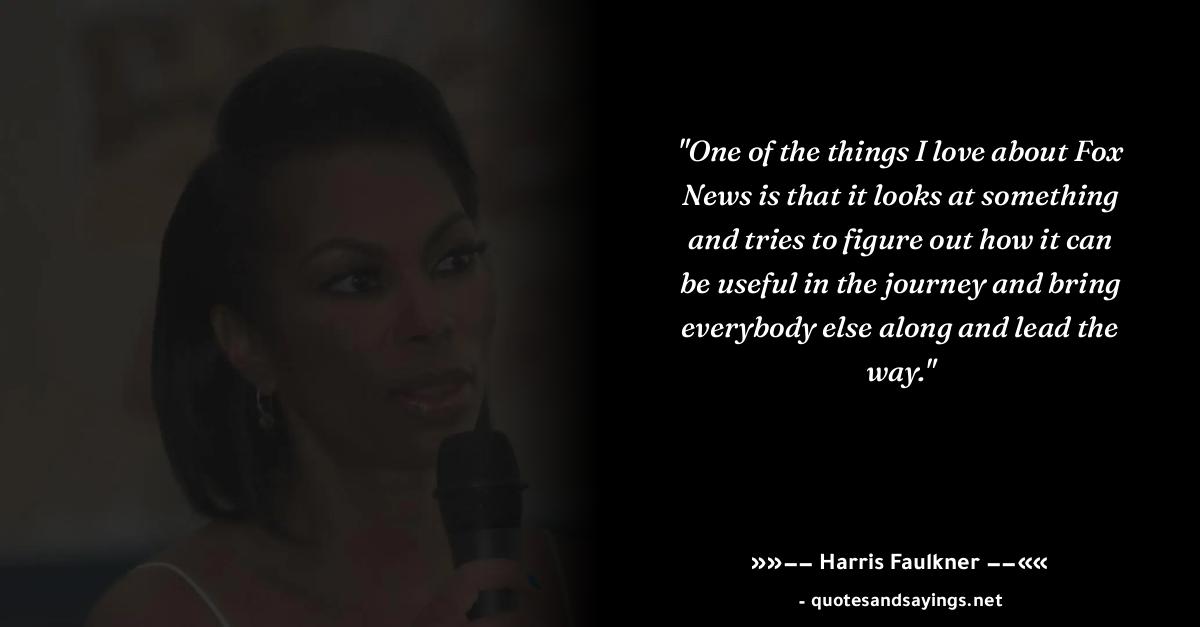 "One of the things I love about Fox
News is that it looks at something
and tries to figure out how it can
be useful in the journey and bring
everybody else along and lead the
way."
»»−− Harris Faulkner −−««
- quotesandsayings.net